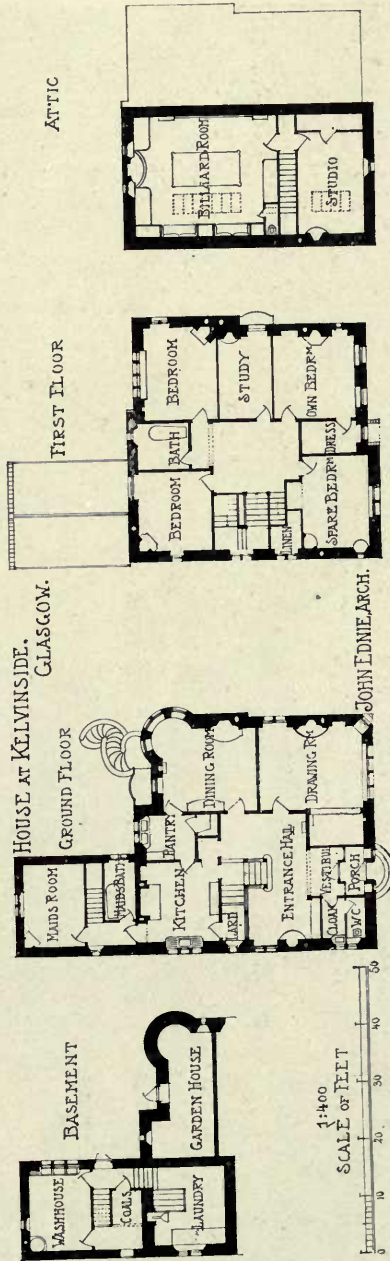 HOUSE AT KELVINSIDE.
GLASGOW.
BASEMENT
WASHHOUSE
COALS
LAUNDRY
GARDEN HOUSE
1:400
SCALE OF FEET
0 10 20 30 40 50
GROUND FLOOR
MAIDS ROOM
MAIDS BATH
KITCHEN
PANTRY
LARD
DINING ROOM
ENTRANCE HALL
DRAWING RM
CLOAK
VESTIBUL
W.C
PORCH
JOHN EDNIE, ARCH.
FIRST FLOOR
BEDROOM
BATH
BEDROOM
STUDY
LINEN
SPARE BEDRM
DRESS
OWN BEDRM
ATTIC
BILLIARD ROOM
STUDIO